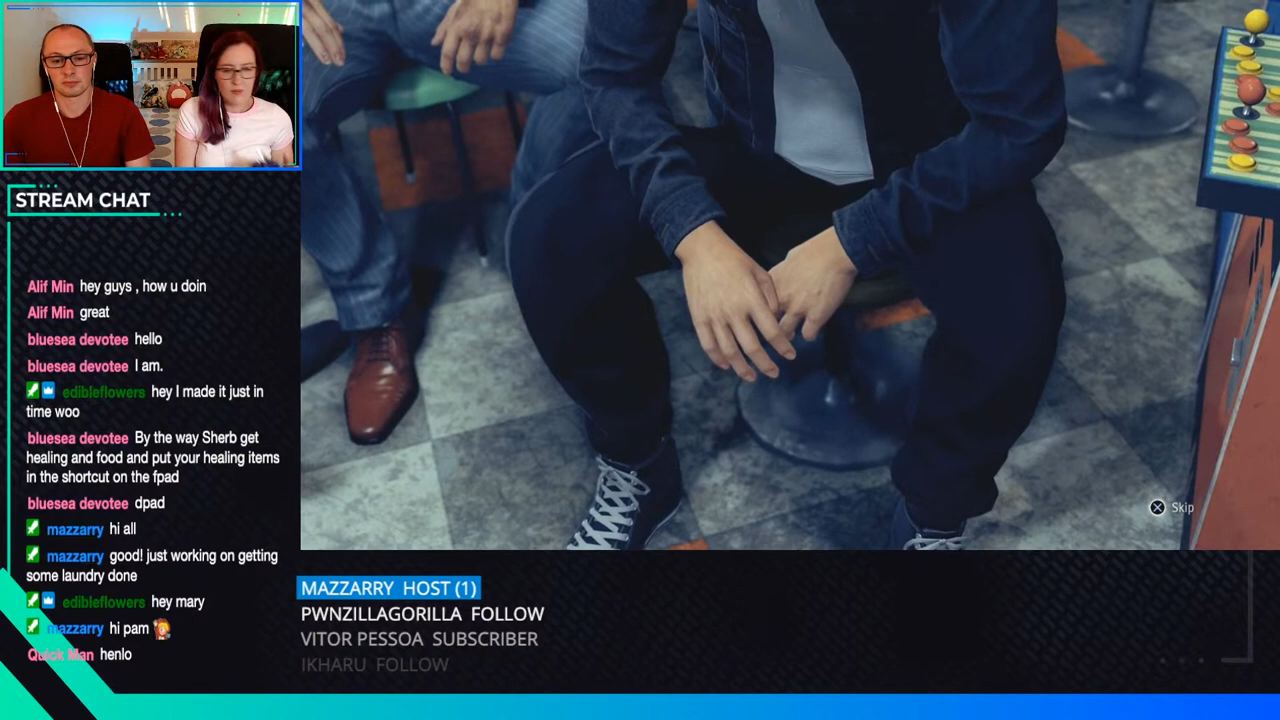 STREAM CHAT
Alif Min hey guys , how u doin
Alif Min great
bluesea devotee hello
bluesea devotee I am.
edibleflowers hey I made it just in
time woo
bluesea devotee By the way Sherb get
healing and food and put your healing items
in the shortcut on the fpad
bluesea devotee dpad
mazzarry hi all
mazzarry good! just working on getting
some laundry done
edibleflowers hey mary
mazzarry hi pam
Quick Man henlo
Skip
MAZZARRY HOST (1)
PWNZILLAGORILLA FOLLOW
VITOR PESSOA SUBSCRIBER
IKHARU FOLLOW